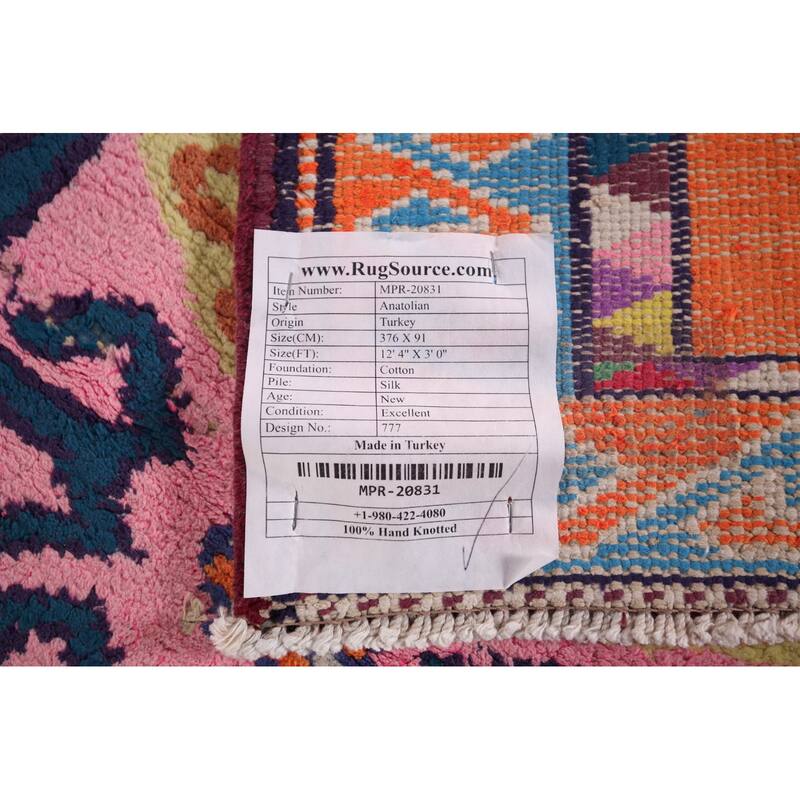 www.RugSource.com
Item Number: MPR-20831
Style Anatolian
Origin Turkey
Size(CM): 376 X 91
Size(FT): 12' 4" X 3' 0"
Foundation: Cotton
Pile: Silk
Age: New
Condition: Excellent
Design No.: 777
Made in Turkey
MPR-20831
+1-980-422-4080
100% Hand Knotted